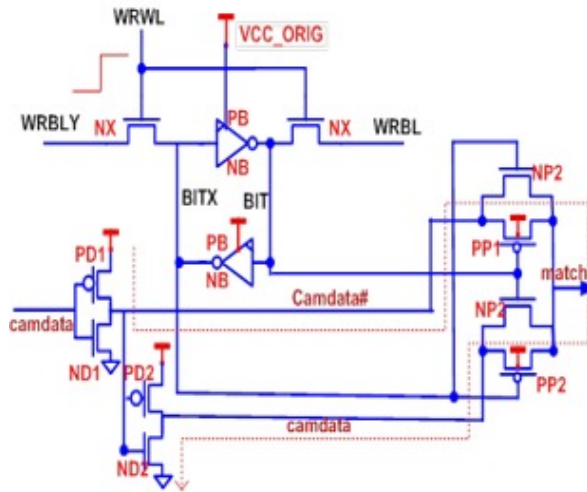 WRWL
VCC_ORIG
PB
WRBLY
NX
NX
WRBL
NB
NP2
BITX
BIT
PB
PD1
NB
PP1
match
Camdata#
NP2
camdata
ND1
PD2
PP2
camdata
ND2